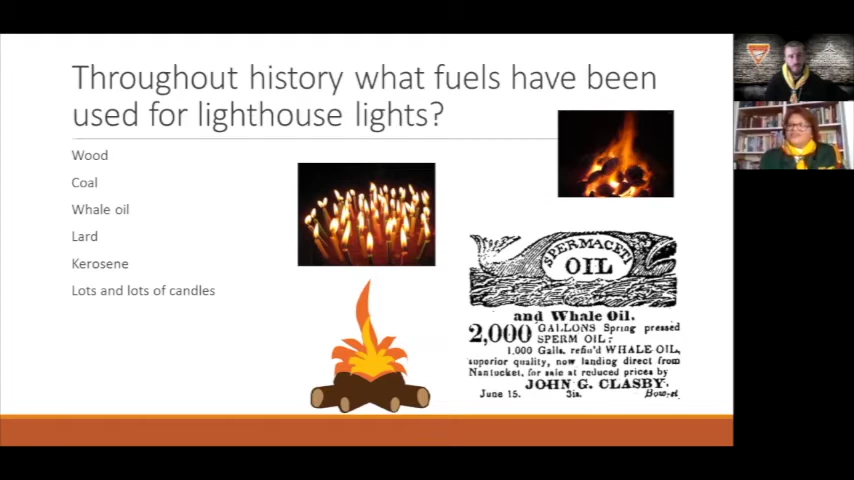 Throughout history what fuels have been
used for lighthouse lights?
Wood
Coal
Whale oil
Lard
Kerosene
Lots and lots of candles
SPERMACETI
OIL
and Whale Oil.
2,000 GALLONS Spring pressed
SPERM OIL;
1,000 Galls. refin'd WHALE OIL,
superior quality, now landing direct from
Nantucket, for sale at reduced prices by
JOHN G. CLASBY.
June 15.